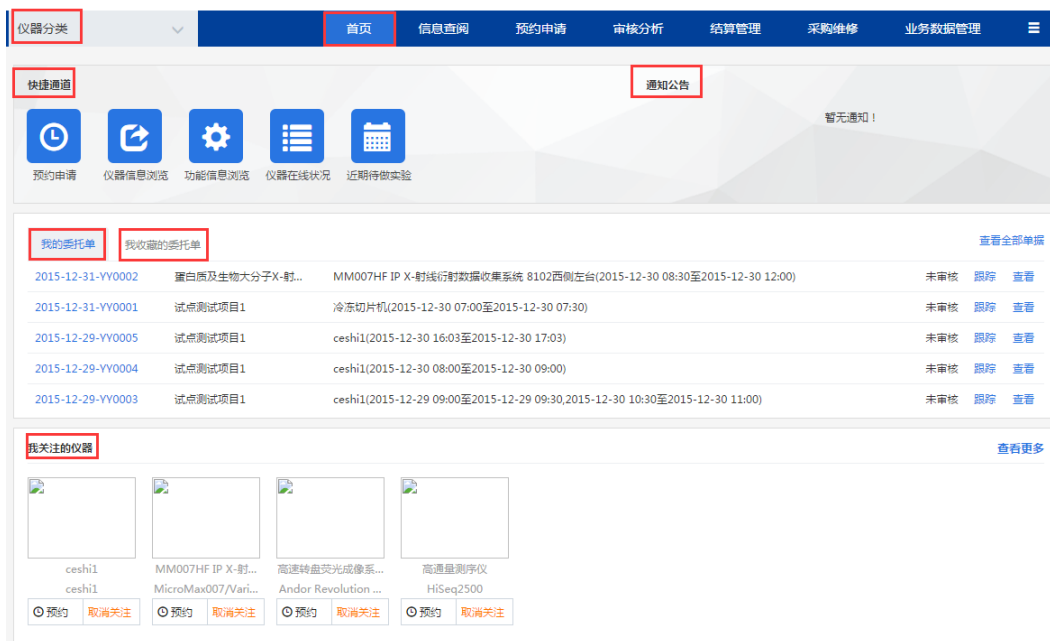 仪器分类 首页 信息查阅 预约申请 审核分析 结算管理 采购维修 业务数据管理
快捷通道 通知公告
暂无通知！
预约申请 仪器信息浏览 功能信息浏览 仪器在线状况 近期待做实验
我的委托单 我收藏的委托单 查看全部单据
2015-12-31-YY0002 蛋白质及生物大分子X-射... MM007HF IP X-射线衍射数据收集系统 8102西侧左台(2015-12-30 08:30至2015-12-30 12:00) 未审核 跟踪 查看
2015-12-31-YY0001 试点测试项目1 冷冻切片机(2015-12-30 07:00至2015-12-30 07:30) 未审核 跟踪 查看
2015-12-29-YY0005 试点测试项目1 ceshi1(2015-12-30 16:03至2015-12-30 17:03) 未审核 跟踪 查看
2015-12-29-YY0004 试点测试项目1 ceshi1(2015-12-30 08:00至2015-12-30 09:00) 未审核 跟踪 查看
2015-12-29-YY0003 试点测试项目1 ceshi1(2015-12-29 09:00至2015-12-29 09:30,2015-12-30 10:30至2015-12-30 11:00) 未审核 跟踪 查看
我关注的仪器 查看更多
ceshi1 MM007HF IP X-射... 高速转盘荧光成像系... 高通量测序仪
ceshi1 MicroMax007/Vari... Andor Revolution ... HiSeq2500
预约 取消关注 预约 取消关注 预约 取消关注 预约 取消关注